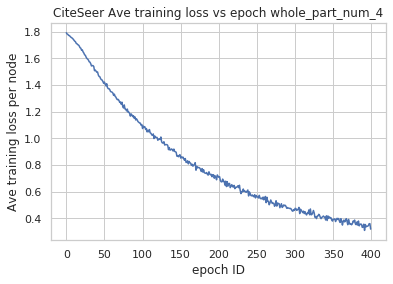 CiteSeer Ave training loss vs epoch whole_part_num_4
Ave training loss per node
1.8
1.6
1.4
1.2
1.0
0.8
0.6
0.4
0 50 100 150 200 250 300 350 400
epoch ID